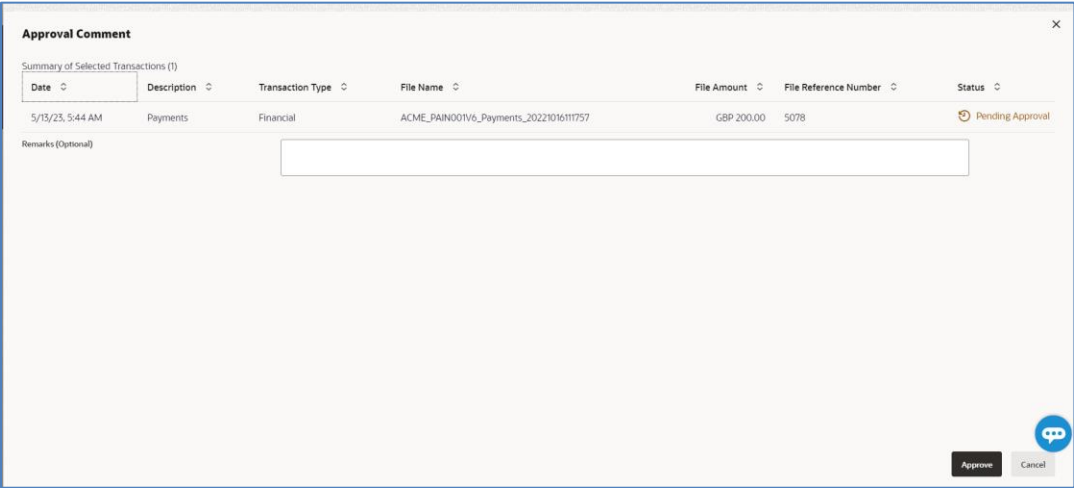 Approval Comment
Summary of Selected Transactions (1)
Date Description Transaction Type File Name File Amount File Reference Number Status
5/13/23, 5:44 AM Payments Financial ACME_PAIN001V6_Payments_20221016111757 GBP 200.00 5078 Pending Approval
Remarks (Optional)
Approve Cancel